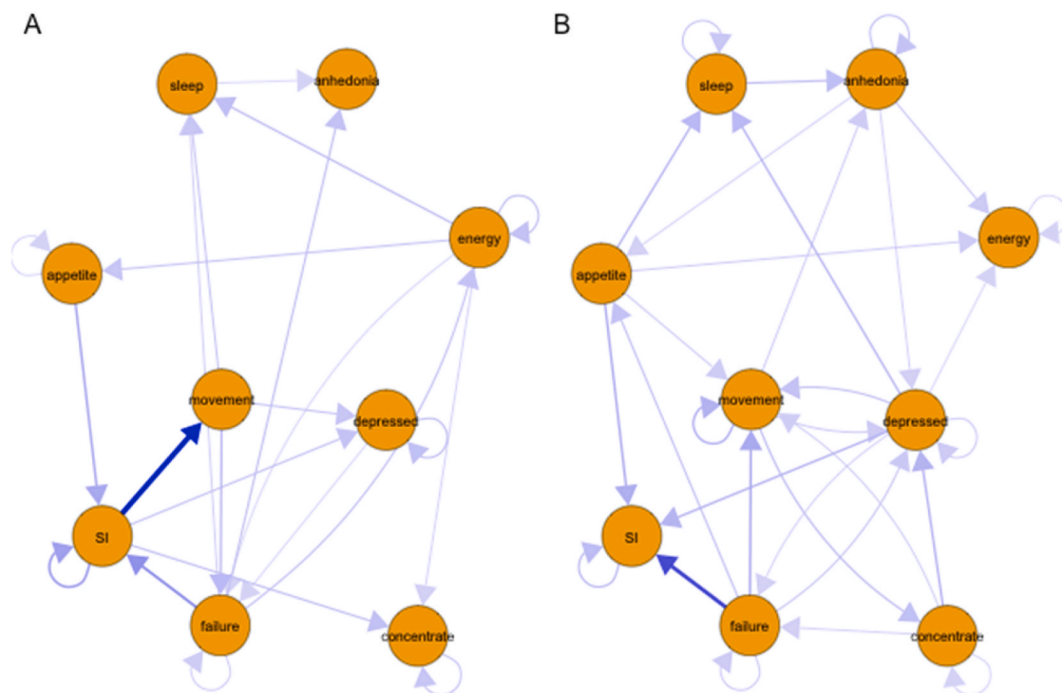 A
B
sleep
anhedonia
sleep
anhedonia
energy
energy
appetite
appetite
movement
movement
depressed
depressed
SI
SI
failure
concentrate
failure
concentrate